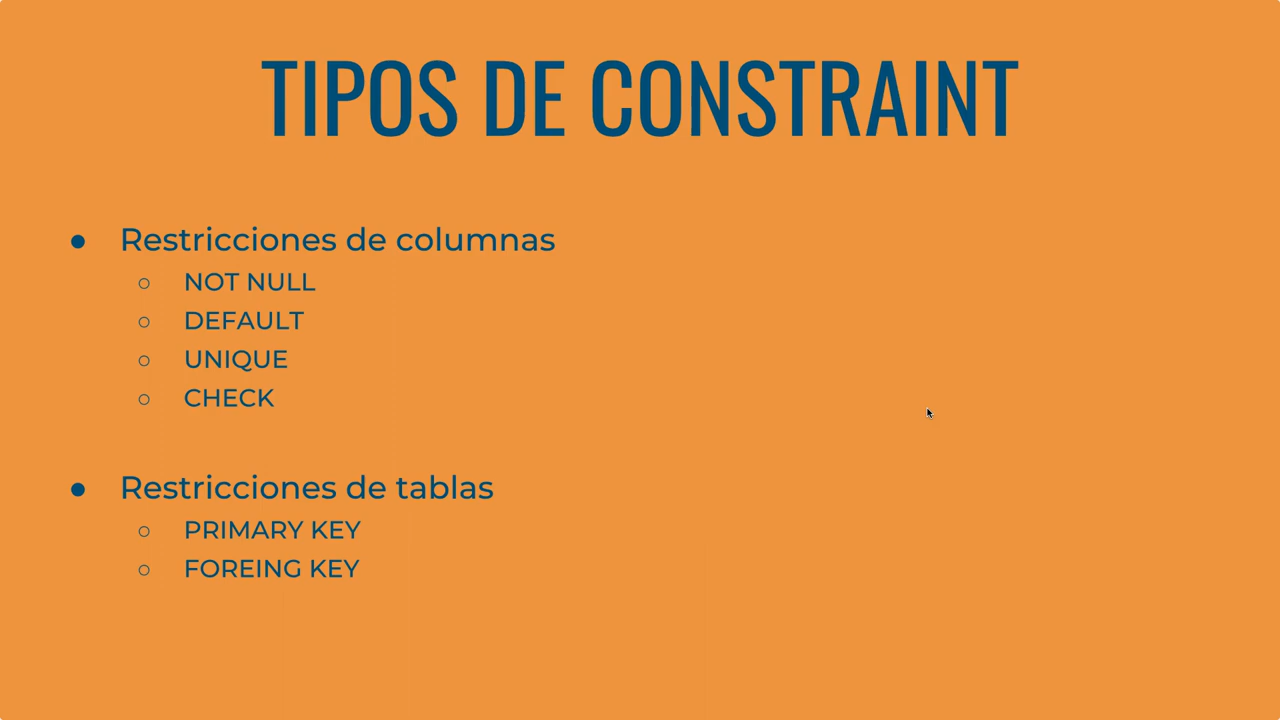 TIPOS DE CONSTRAINT
● Restricciones de columnas
○ NOT NULL
○ DEFAULT
○ UNIQUE
○ CHECK
● Restricciones de tablas
○ PRIMARY KEY
○ FOREING KEY